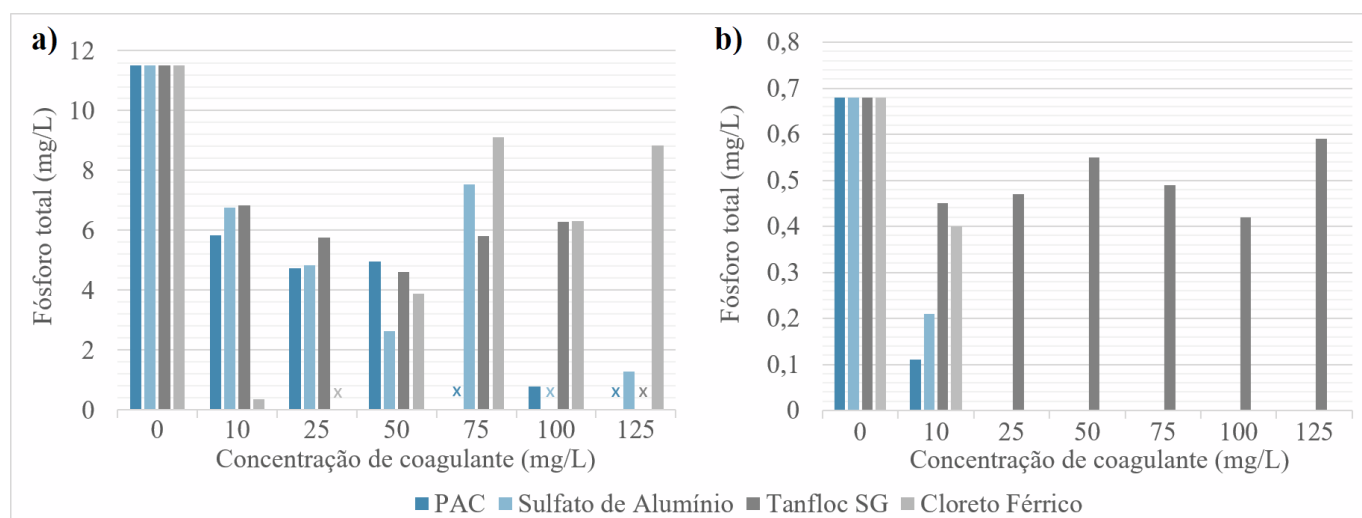 a)
Fósforo total (mg/L)
12
10
8
6
4
2
0
x
x
x
x
x
x
0 10 25 50 75 100 125
Concentração de coagulante (mg/L)
b)
Fósforo total (mg/L)
0,8
0,7
0,6
0,5
0,4
0,3
0,2
0,1
0
0 10 25 50 75 100 125
Concentração de coagulante (mg/L)
PAC Sulfato de Alumínio Tanfloc SG Cloreto Férrico